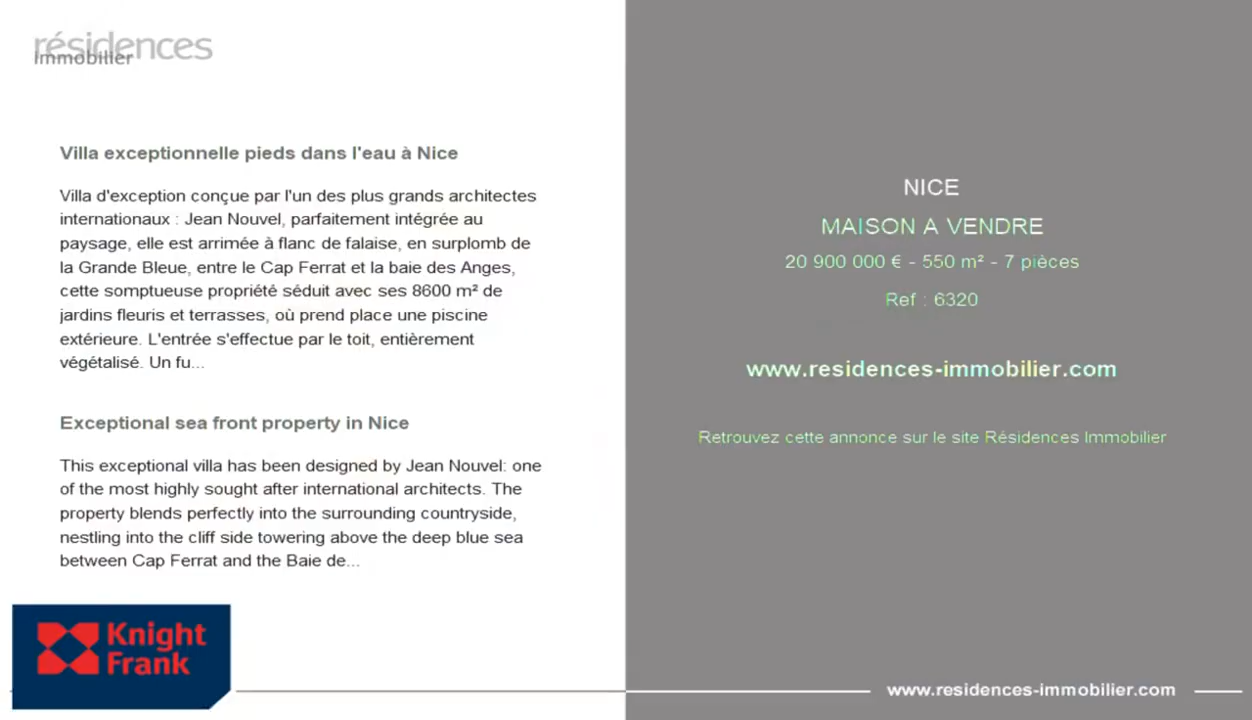 résidences
Immobilier
Villa exceptionnelle pieds dans l'eau à Nice
Villa d'exception conçue par l'un des plus grands architectes
internationaux : Jean Nouvel, parfaitement intégrée au
paysage, elle est arrimée à flanc de falaise, en surplomb de
la Grande Bleue, entre le Cap Ferrat et la baie des Anges,
cette somptueuse propriété séduit avec ses 8600 m² de
jardins fleuris et terrasses, où prend place une piscine
extérieure. L'entrée s'effectue par le toit, entièrement
végétalisé. Un fu...
Exceptional sea front property in Nice
This exceptional villa has been designed by Jean Nouvel: one
of the most highly sought after international architects. The
property blends perfectly into the surrounding countryside,
nestling into the cliff side towering above the deep blue sea
between Cap Ferrat and the Baie de...
Knight
Frank
NICE
MAISON A VENDRE
20 900 000 € - 550 m² - 7 pièces
Ref : 6320
www.residences-immobilier.com
Retrouvez cette annonce sur le site Résidences Immobilier
www.residences-immobilier.com